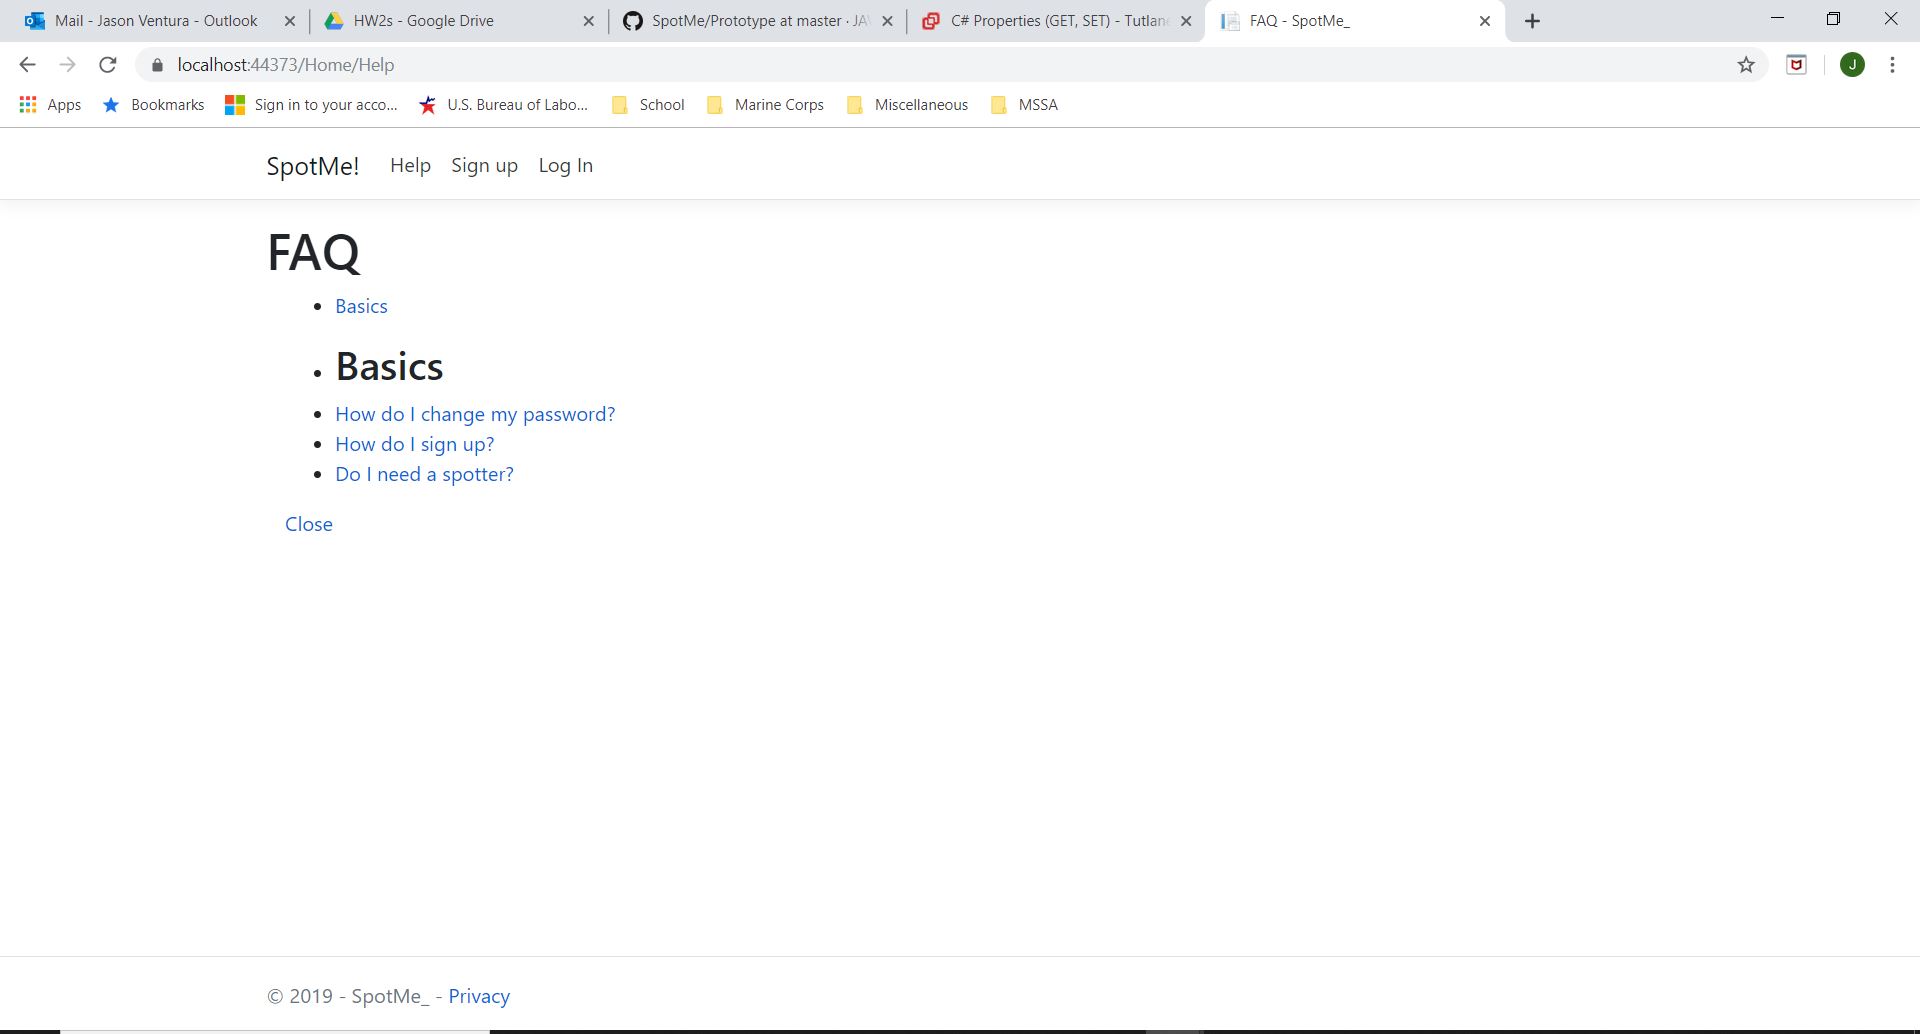 Mail - Jason Ventura - Outlook
HW2s - Google Drive
SpotMe/Prototype at master · JA
C# Properties (GET, SET) - Tutlane
FAQ - SpotMe_
localhost:44373/Home/Help
J
Apps
Bookmarks
Sign in to your acco...
U.S. Bureau of Labo...
School
Marine Corps
Miscellaneous
MSSA
SpotMe! Help Sign up Log In
FAQ
Basics
Basics
How do I change my password?
How do I sign up?
Do I need a spotter?
Close
© 2019 - SpotMe_ - Privacy